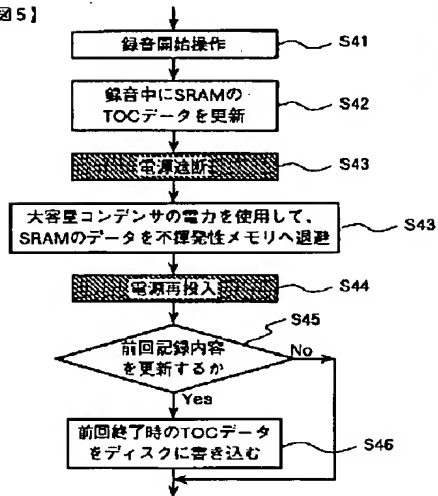 図5】
録音開始操作
S41
録音中にSRAMの
TOCデータを更新
S42
電源遮断
S43
大容量コンデンサの電力を使用して、
SRAMのデータを不揮発性メモリへ退避
S43
電源再投入
S44
S45
前回記録内容
を更新するか
No
Yes
前回終了時のTOCデータ
をディスクに書き込む
S46